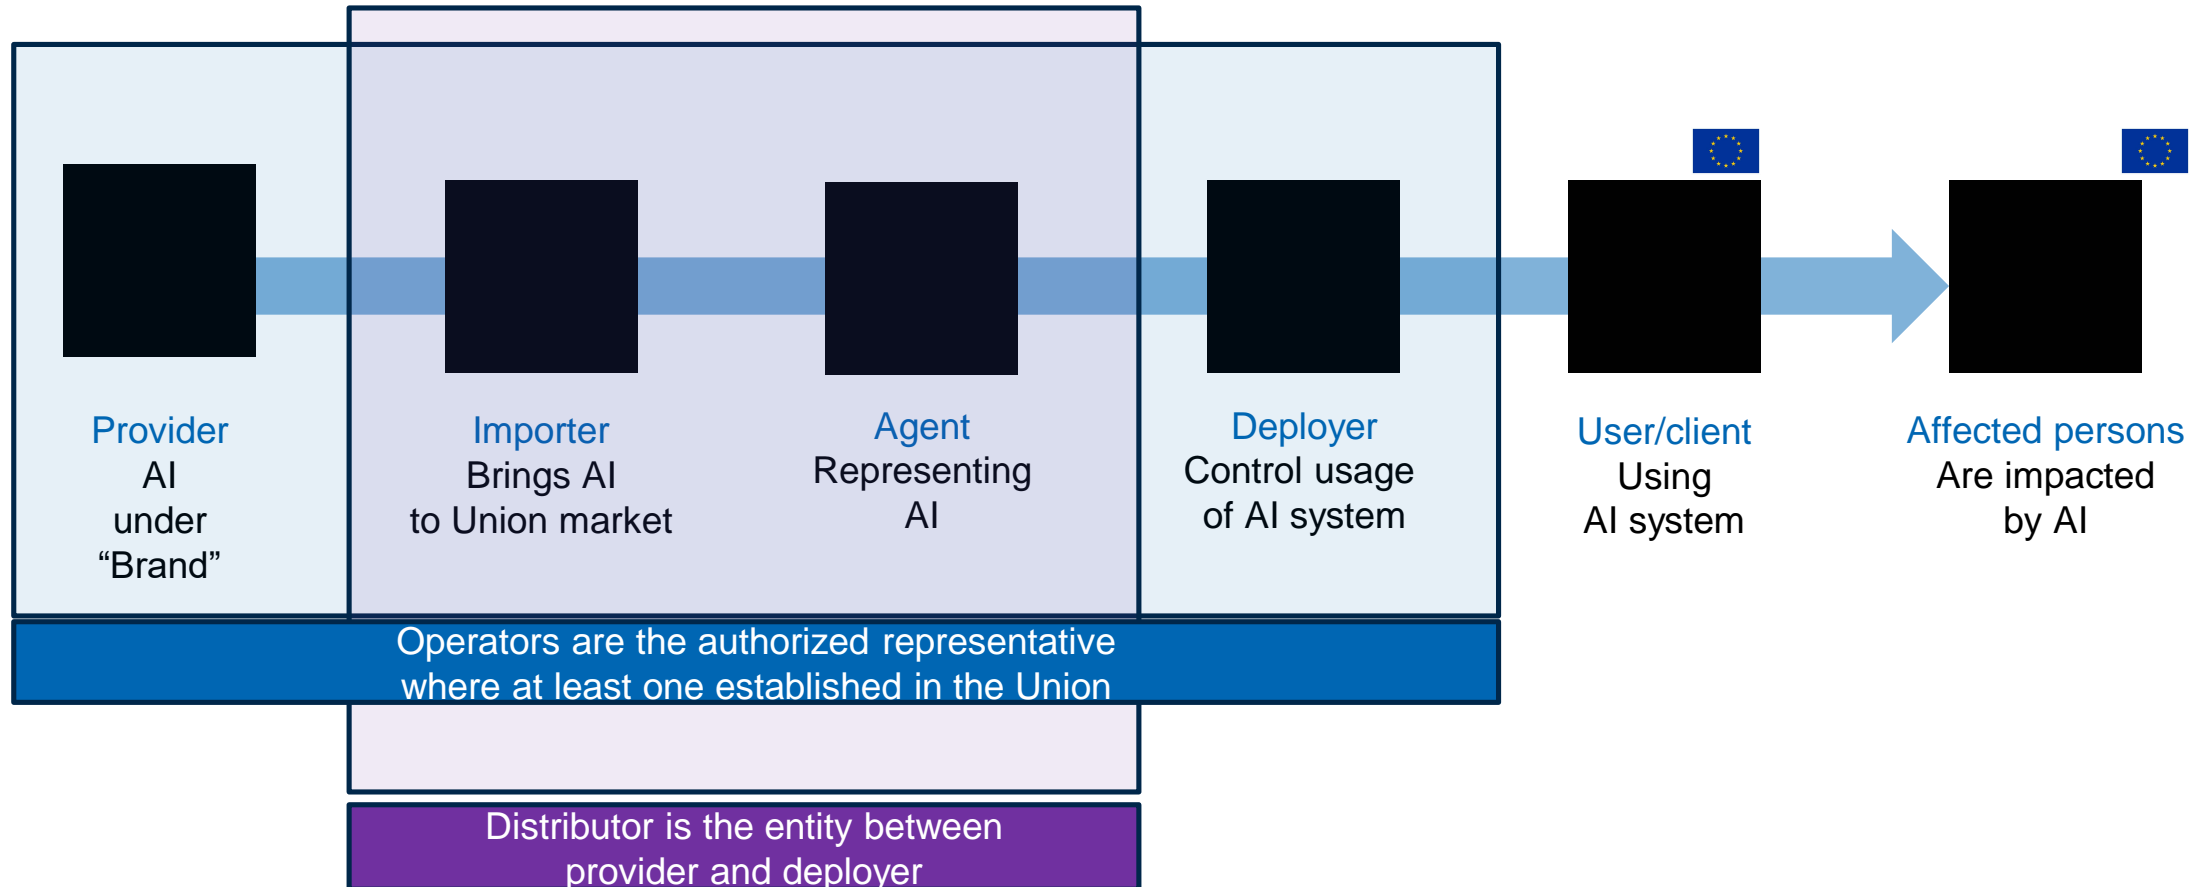 Provider
AI
under
“Brand”
Importer
Brings AI
to Union market
Agent
Representing
AI
Deployer
Control usage
of AI system
User/client
Using
AI system
Affected persons
Are impacted
by AI
Operators are the authorized representative
where at least one established in the Union
Distributor is the entity between
provider and deployer